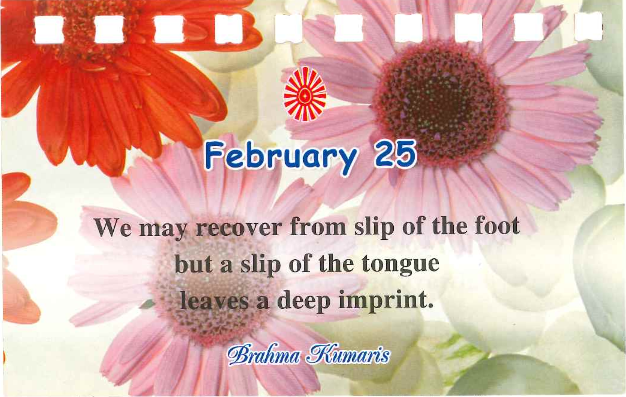 February 25
We may recover from slip of the foot
but a slip of the tongue
leaves a deep imprint.
Brahma Kumaris